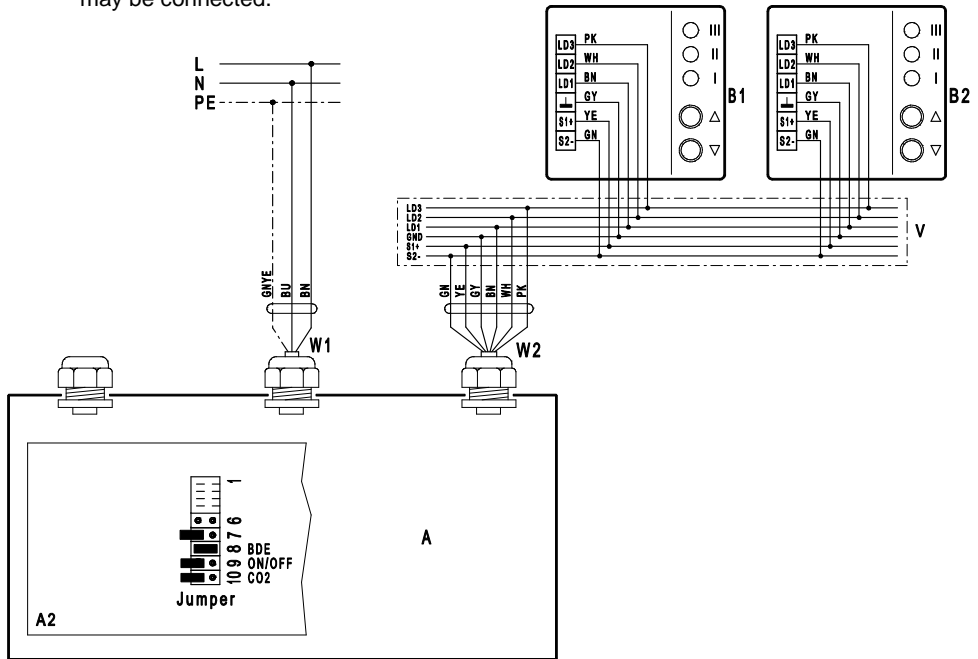 may be connected.
L
N
PE
GNYE
BU
BN
W1
LD3 PK
LD2 WH
LD1 BN
GY
S1+ YE
S2- GN
III
II
I
B1
LD3 PK
LD2 WH
LD1 BN
GY
S1+ YE
S2- GN
III
II
I
B2
LD3
LD2
LD1
GND
S1+
S2-
V
GN
YE
GY
BN
WH
PK
W2
1
6
7
8 BDE
9 ON/OFF
10 CO2
Jumper
A
A2